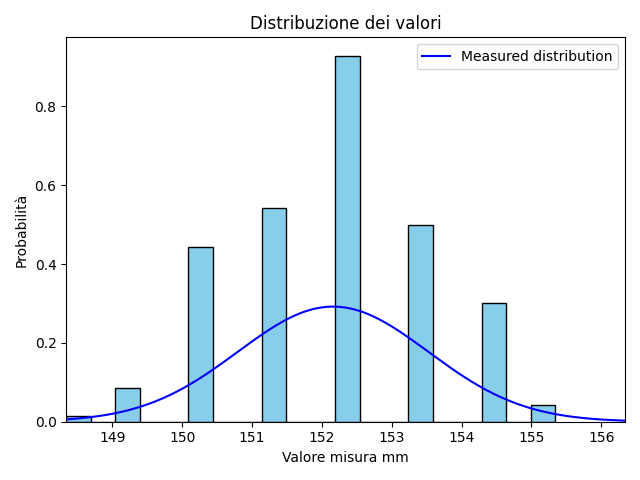 Distribuzione dei valori
Measured distribution
Probabilità
0.8
0.6
0.4
0.2
0.0
149 150 151 152 153 154 155 156
Valore misura mm